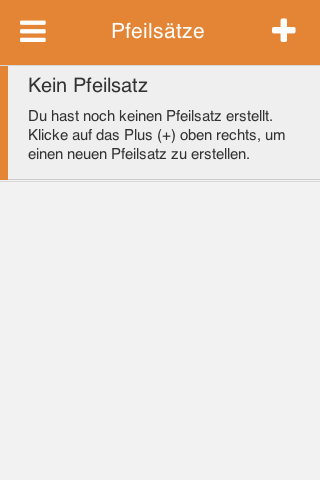 Pfeilsätze
Kein Pfeilsatz
Du hast noch keinen Pfeilsatz erstellt.
Klicke auf das Plus (+) oben rechts, um
einen neuen Pfeilsatz zu erstellen.